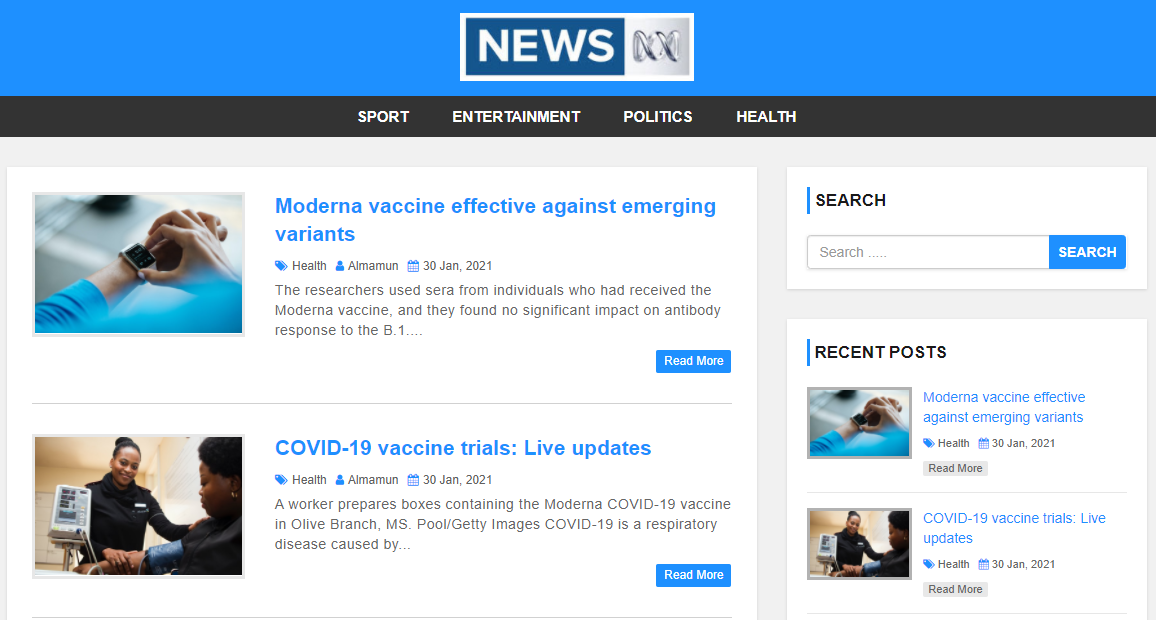 NEWS
SPORT ENTERTAINMENT POLITICS HEALTH
Moderna vaccine effective against emerging
variants
Health Almamun 30 Jan, 2021
The researchers used sera from individuals who had received the
Moderna vaccine, and they found no significant impact on antibody
response to the B.1....
Read More
COVID-19 vaccine trials: Live updates
Health Almamun 30 Jan, 2021
A worker prepares boxes containing the Moderna COVID-19 vaccine
in Olive Branch, MS. Pool/Getty Images COVID-19 is a respiratory
disease caused by...
Read More
SEARCH
Search ..... SEARCH
RECENT POSTS
Moderna vaccine effective
against emerging variants
Health 30 Jan, 2021
Read More
COVID-19 vaccine trials: Live
updates
Health 30 Jan, 2021
Read More